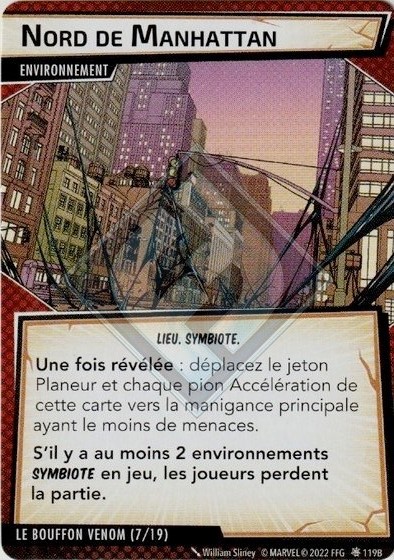 NORD DE MANHATTAN
ENVIRONNEMENT
LIEU. SYMBIOTE.
Une fois révélée : déplacez le jeton
Planeur et chaque pion Accélération de
cette carte vers la manigance principale
ayant le moins de menaces.
S'il y a au moins 2 environnements
SYMBIOTE en jeu, les joueurs perdent
la partie.
LE BOUFFON VENOM (7/19)
William Sliney © MARVEL © 2022 FFG 119B